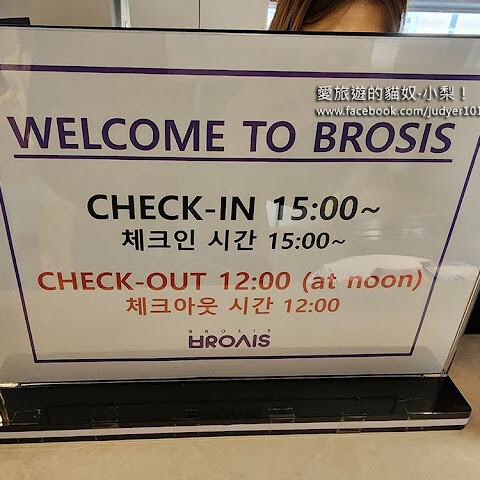 愛旅遊的貓奴·小梨！
www.facebook.com/judyer101
WELCOME TO BROSIS
CHECK-IN 15:00~
체크인 시간 15:00~
CHECK-OUT 12:00 (at noon)
체크아웃 시간 12:00
BROSIS